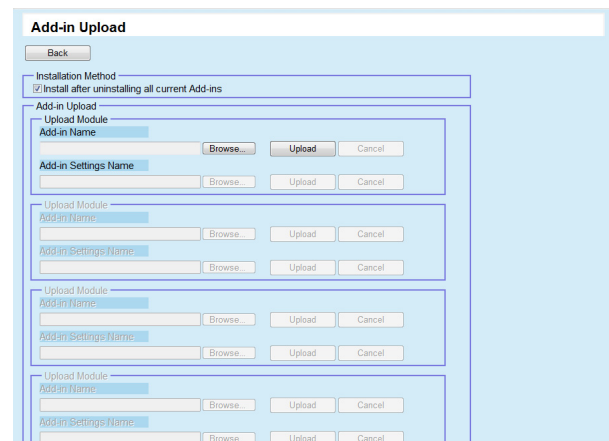 Add-in Upload
Back
Installation Method
Install after uninstalling all current Add-ins
Add-in Upload
Upload Module
Add-in Name
Browse... Upload Cancel
Add-in Settings Name
Browse... Upload Cancel
Upload Module
Add-in Name
Browse... Upload Cancel
Add-in Settings Name
Browse... Upload Cancel
Upload Module
Add-in Name
Browse... Upload Cancel
Add-in Settings Name
Browse... Upload Cancel
Upload Module
Add-in Name
Browse... Upload Cancel
Add-in Settings Name
Browse... Upload Cancel